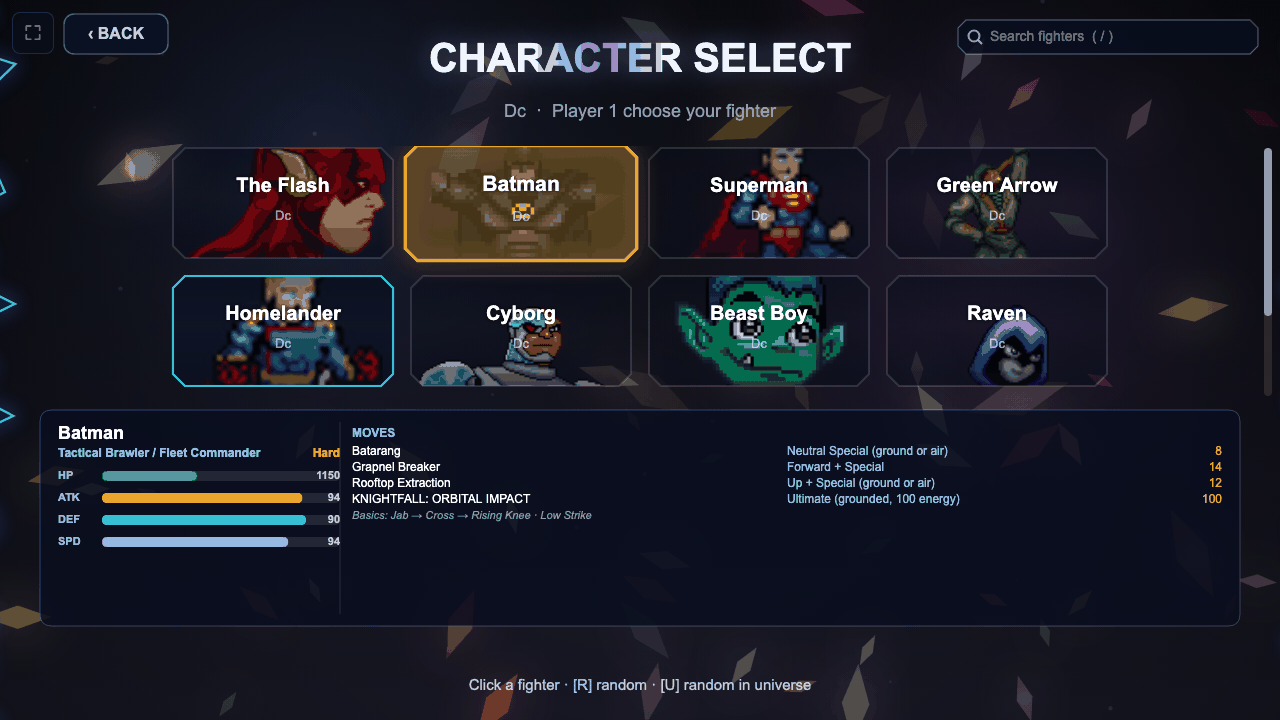 ‹ BACK
Search fighters ( / )
CHARACTER SELECT
Dc · Player 1 choose your fighter
The Flash
Dc
Batman
Dc
Superman
Dc
Green Arrow
Dc
Homelander
Dc
Cyborg
Dc
Beast Boy
Dc
Raven
Dc
Batman
Tactical Brawler / Fleet Commander Hard
HP 1150
ATK 94
DEF 90
SPD 94
MOVES
Batarang Neutral Special (ground or air) 8
Grapnel Breaker Forward + Special 14
Rooftop Extraction Up + Special (ground or air) 12
KNIGHTFALL: ORBITAL IMPACT Ultimate (grounded, 100 energy) 100
Basics: Jab → Cross → Rising Knee · Low Strike
Click a fighter · [R] random · [U] random in universe